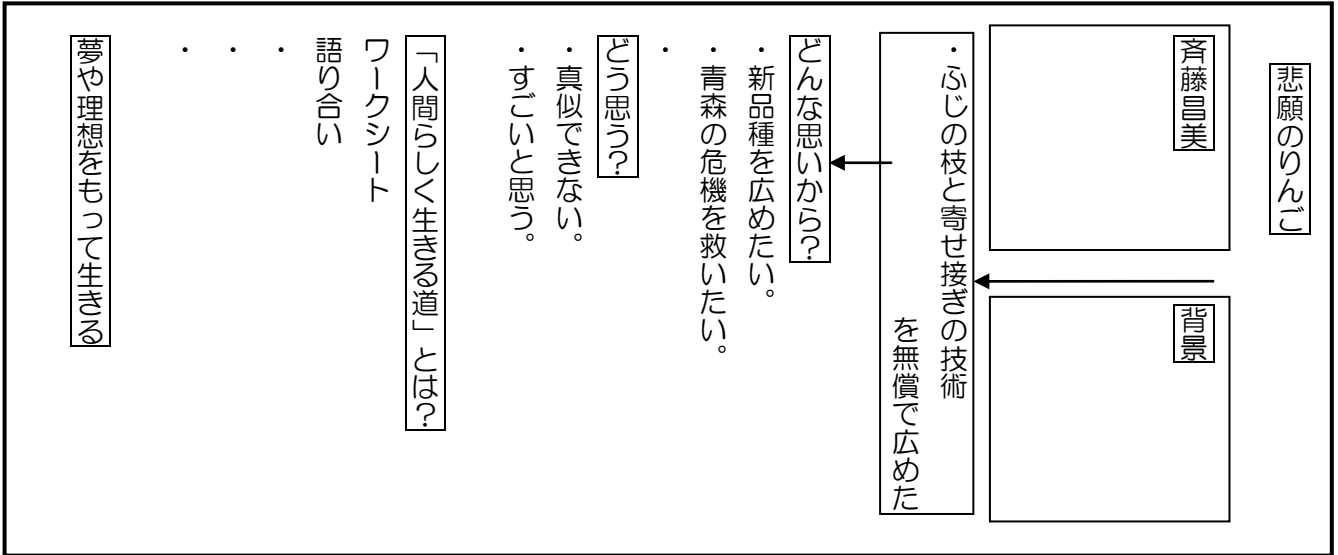 悲願のりんご
斉藤昌美
背景
・ふじの枝と寄せ接ぎの技術
を無償で広めた
どんな思いから？
・新品種を広めたい。
・青森の危機を救いたい。
・
どう思う？
・真似できない。
・すごいと思う。
「人間らしく生きる道」とは？
ワークシート
語り合い
・
・
・
夢や理想をもって生きる